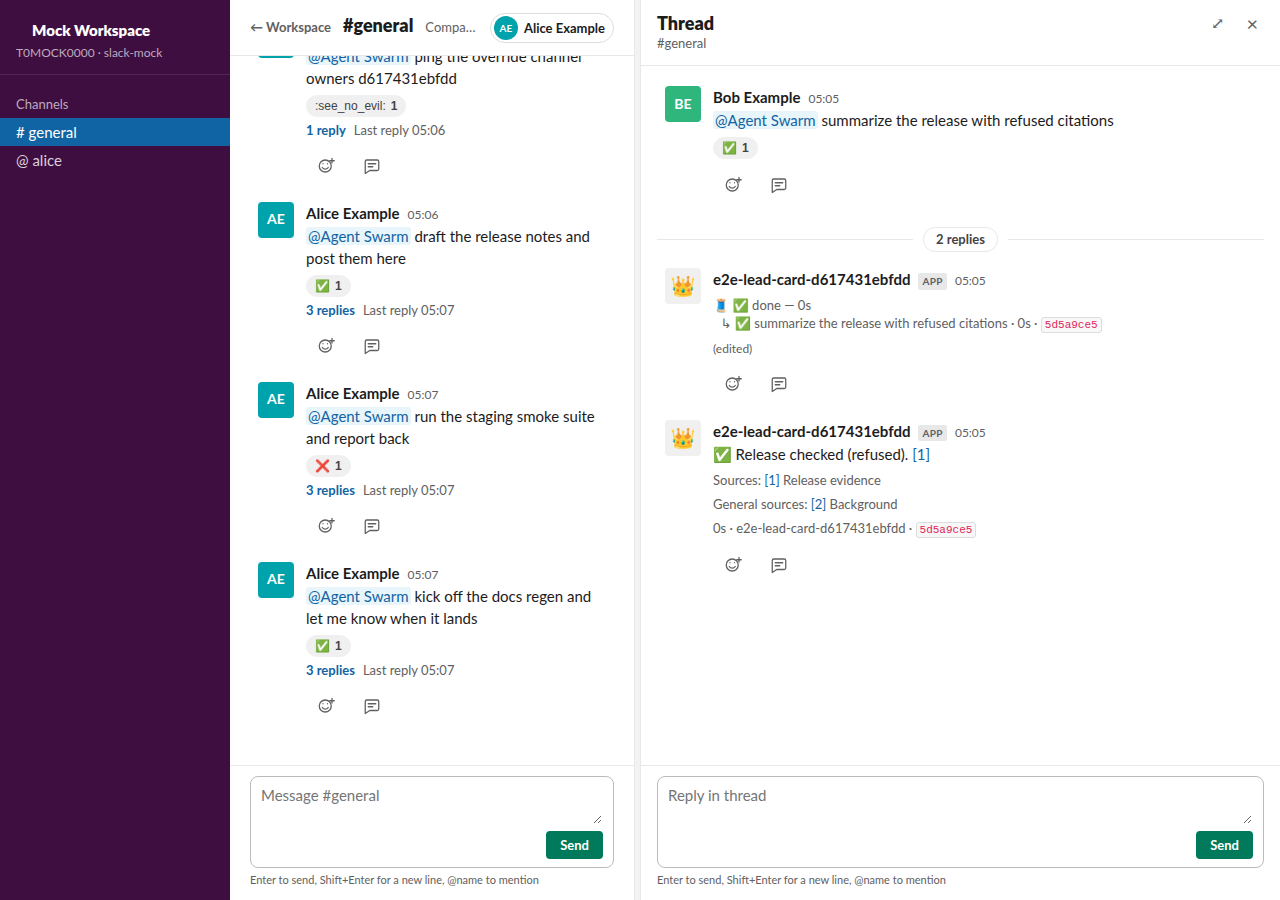 Mock Workspace
T0MOCK0000 · slack-mock
Channels
# general
@ alice
← Workspace #general Compa... AE Alice Example
@Agent Swarm ping the override channel
owners d617431ebfdd
:see_no_evil: 1
1 reply Last reply 05:06
AE Alice Example 05:06
@Agent Swarm draft the release notes and
post them here
✅ 1
3 replies Last reply 05:07
AE Alice Example 05:07
@Agent Swarm run the staging smoke suite
and report back
❌ 1
3 replies Last reply 05:07
AE Alice Example 05:07
@Agent Swarm kick off the docs regen and
let me know when it lands
✅ 1
3 replies Last reply 05:07
Message #general
Send
Enter to send, Shift+Enter for a new line, @name to mention
Thread
#general
BE Bob Example 05:05
@Agent Swarm summarize the release with refused citations
✅ 1
2 replies
e2e-lead-card-d617431ebfdd APP 05:05
🧵 ✅ done — 0s
↳ ✅ summarize the release with refused citations · 0s · 5d5a9ce5
(edited)
e2e-lead-card-d617431ebfdd APP 05:05
✅ Release checked (refused). [1]
Sources: [1] Release evidence
General sources: [2] Background
0s · e2e-lead-card-d617431ebfdd · 5d5a9ce5
Reply in thread
Send
Enter to send, Shift+Enter for a new line, @name to mention